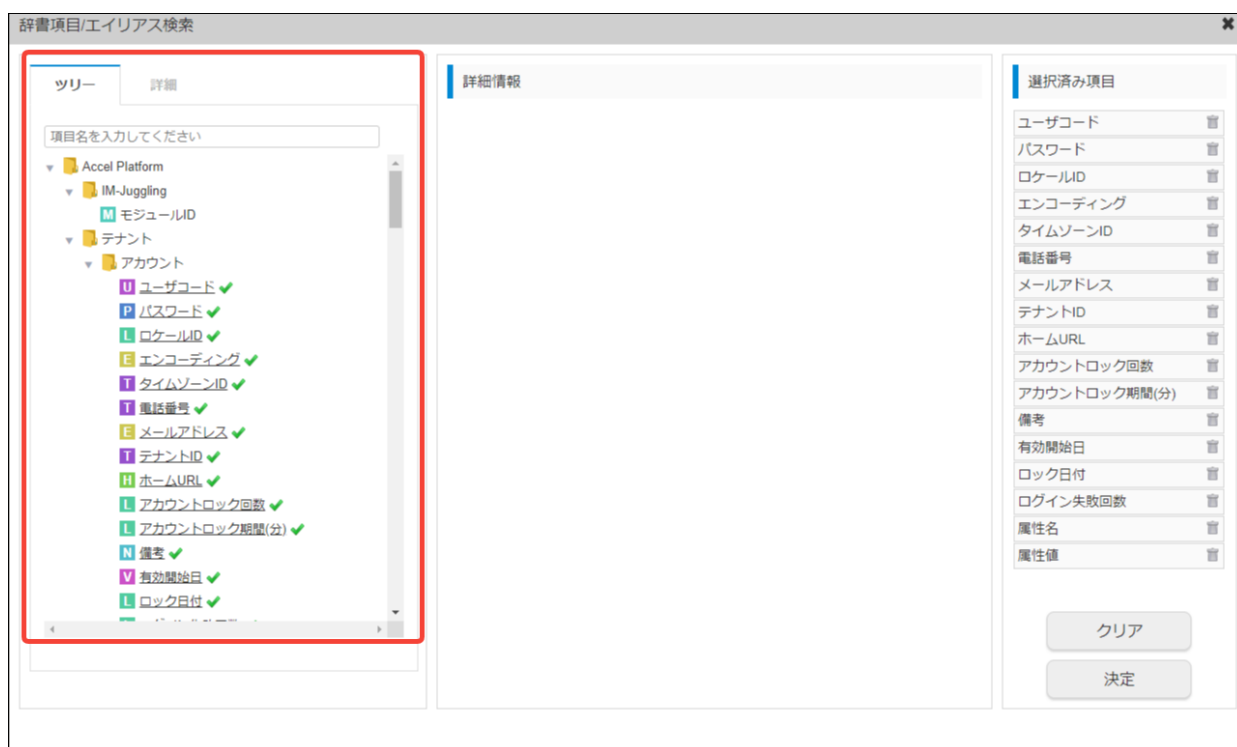 辞書項目/エイリアス検索
ツリー
詳細
項目名を入力してください
Accel Platform
IM-Juggling
M モジュールID
テナント
アカウント
U ユーザコード
P パスワード
L ロケールID
E エンコーディング
T タイムゾーンID
T 電話番号
E メールアドレス
T テナントID
H ホームURL
L アカウントロック回数
L アカウントロック期間(分)
N 備考
V 有効開始日
L ロック日付
詳細情報
選択済み項目
ユーザコード
パスワード
ロケールID
エンコーディング
タイムゾーンID
電話番号
メールアドレス
テナントID
ホームURL
アカウントロック回数
アカウントロック期間(分)
備考
有効開始日
ロック日付
ログイン失敗回数
属性名
属性値
クリア
決定